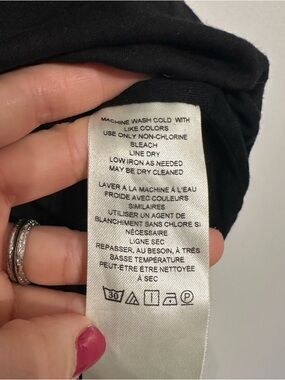 MACHINE WASH COLD WITH
LIKE COLORS
USE ONLY NON-CHLORINE
BLEACH
LINE DRY
LOW IRON AS NEEDED
MAY BE DRY CLEANED
LAVER A LA MACHINE À L'EAU
FROIDE AVEC COULEURS
SIMILAIRES
UTILISER UN AGENT DE
BLANCHIMENT SANS CHLORE SI
NÉCESSAIRE
LIGNE SEC
REPASSER, AU BESOIN, À TRÈS
BASSE TEMPÉRATURE
PEUT-ÊTRE ÊTRE NETTOYÉE
À SEC
30 P